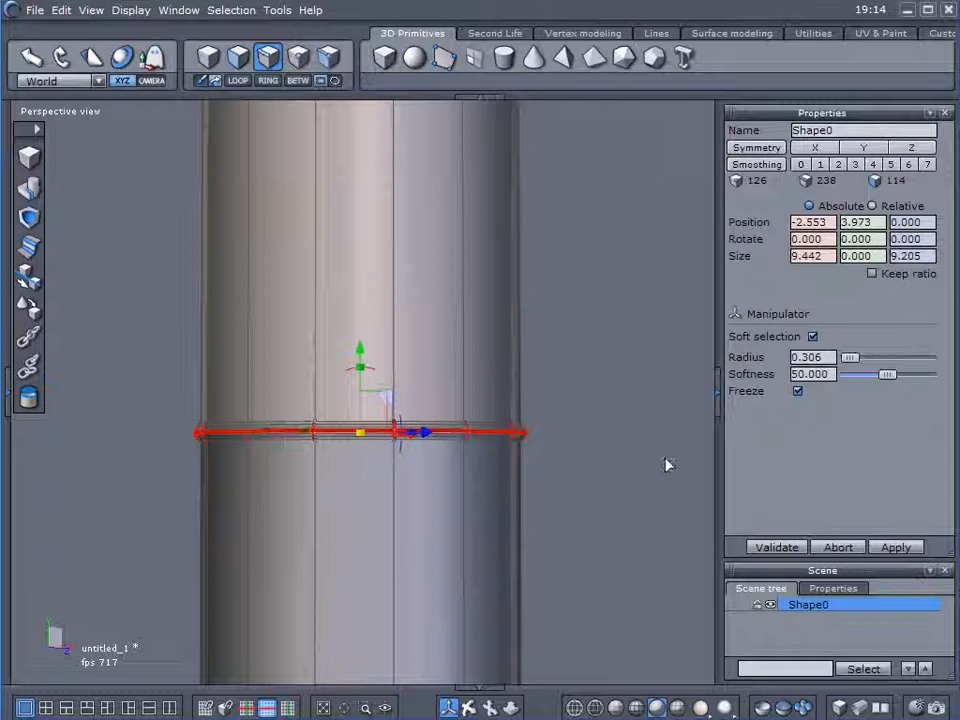 File Edit View Display Window Selection Tools Help 19:14
3D Primitives Second Life Vertex modeling Lines Surface modeling Utilities UV & Paint Custo
World XYZ CAMERA LOOP RING BETW
Perspective view
Properties
Name Shape0
Symmetry X Y Z
Smoothing 0 1 2 3 4 5 6 7
126 238 114
Absolute Relative
Position -2.553 3.973 0.000
Rotate 0.000 0.000 0.000
Size 9.442 0.000 9.205
Keep ratio
Manipulator
Soft selection
Radius 0.306
Softness 50.000
Freeze
Validate Abort Apply
Scene
Scene tree Properties
Shape0
Select
Y
Z
untitled_1 *
fps 717